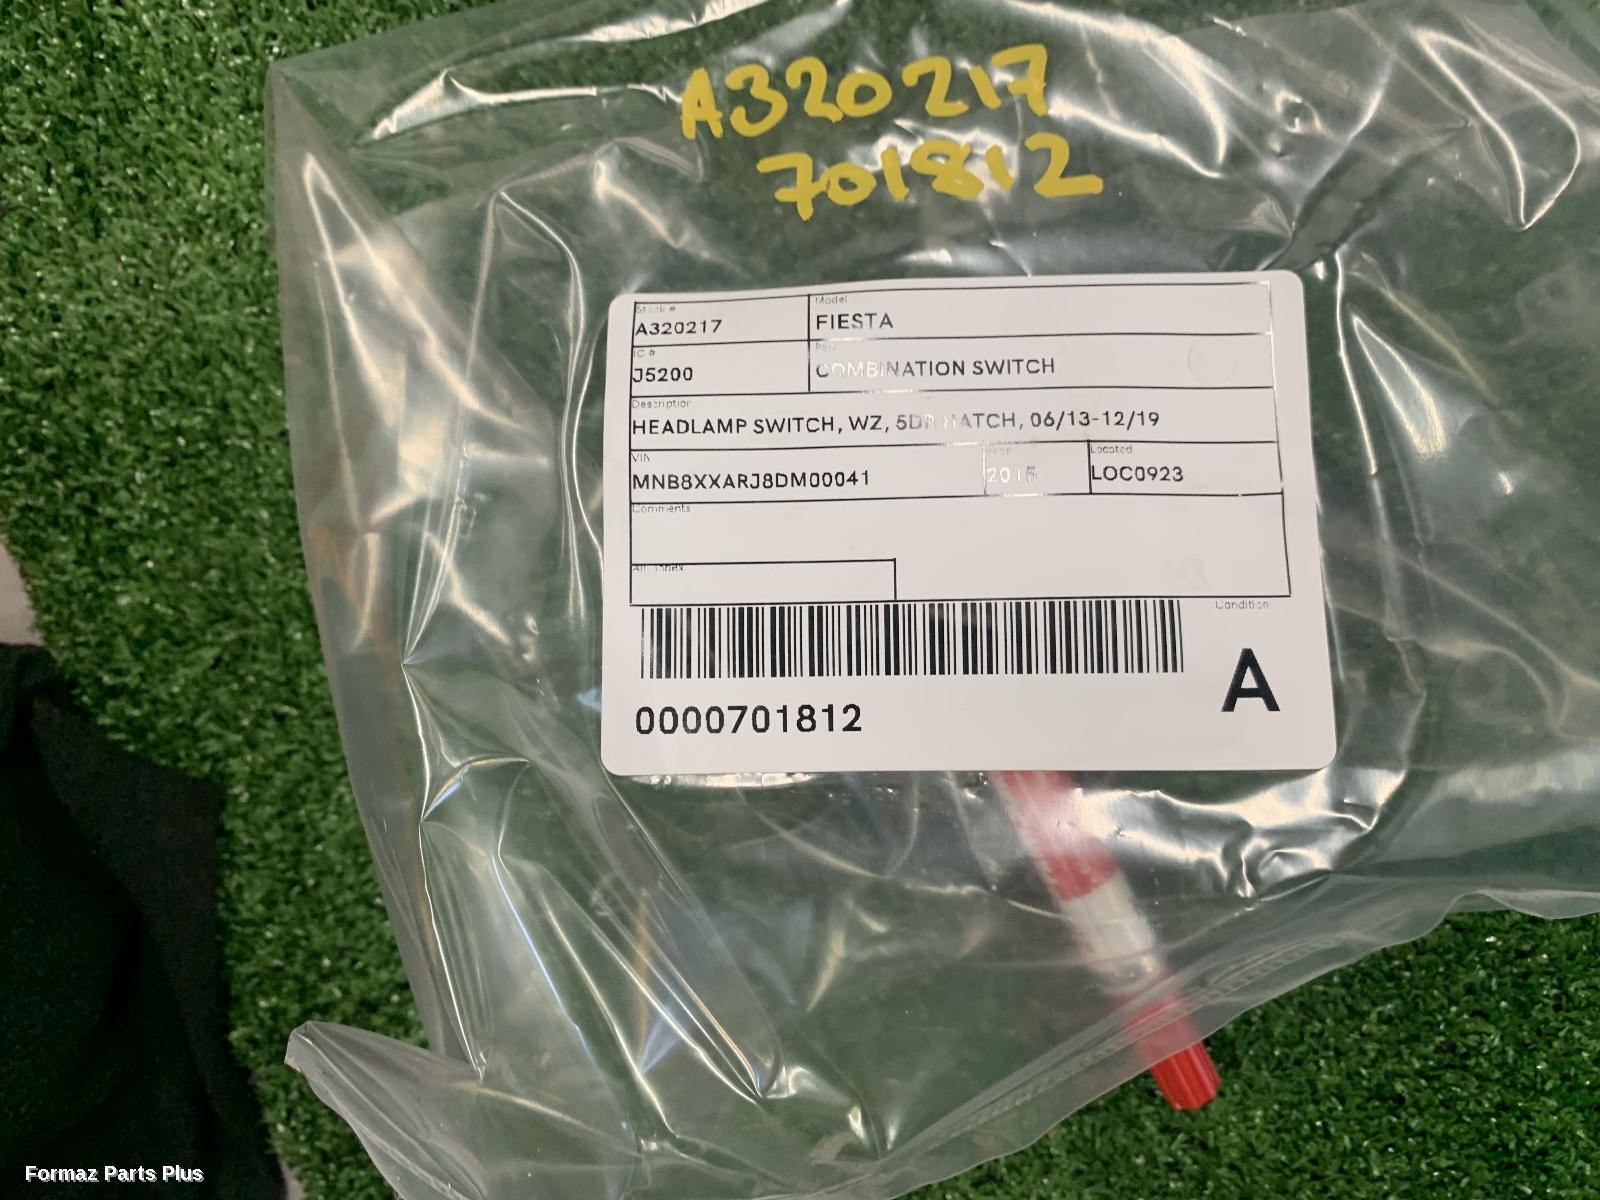 A320217
701812
Stock # Model
A320217 FIESTA
IC #
J5200 COMBINATION SWITCH
Description
HEADLAMP SWITCH, WZ, 5DR HATCH, 06/13-12/19
VIN Year Located
MNB8XXARJ8DM00041 LOC0923
Comments
Condition
A
0000701812
Formaz Parts Plus